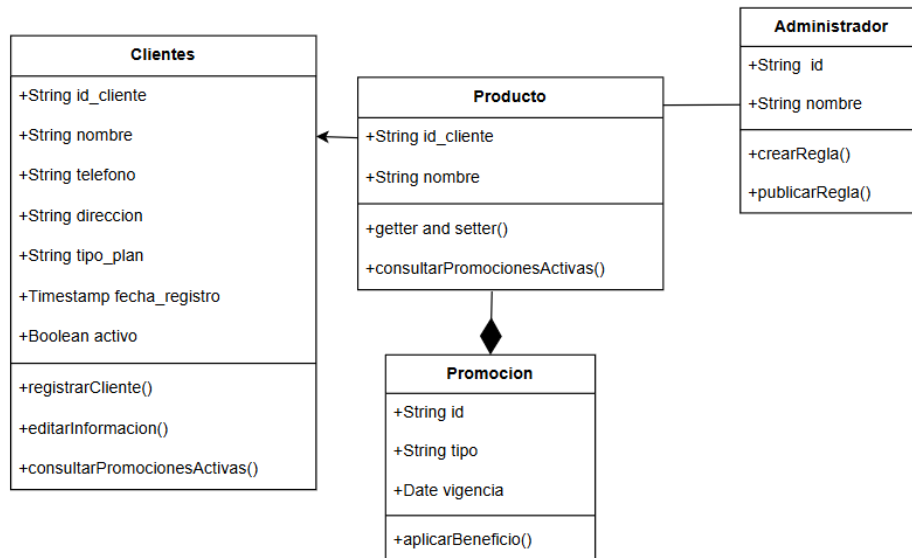 Clientes
+String id_cliente
+String nombre
+String telefono
+String direccion
+String tipo_plan
+Timestamp fecha_registro
+Boolean activo
+registrarCliente()
+editarInformacion()
+consultarPromocionesActivas()
Producto
+String id_cliente
+String nombre
+getter and setter()
+consultarPromocionesActivas()
Administrador
+String id
+String nombre
+crearRegla()
+publicarRegla()
Promocion
+String id
+String tipo
+Date vigencia
+aplicarBeneficio()